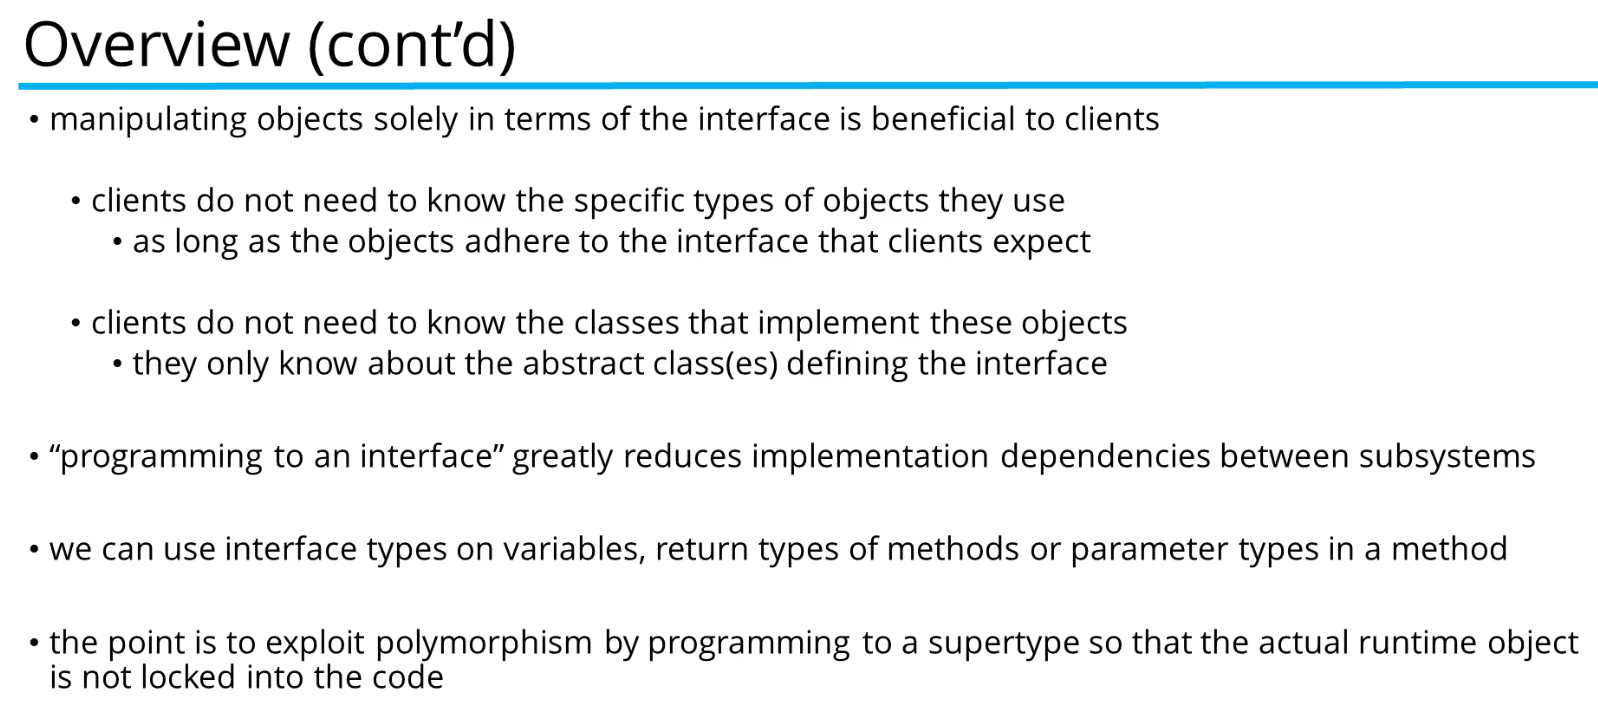 Overview (cont’d)
• manipulating objects solely in terms of the interface is beneficial to clients
• clients do not need to know the specific types of objects they use
• as long as the objects adhere to the interface that clients expect
• clients do not need to know the classes that implement these objects
• they only know about the abstract class(es) defining the interface
• “programming to an interface” greatly reduces implementation dependencies between subsystems
• we can use interface types on variables, return types of methods or parameter types in a method
• the point is to exploit polymorphism by programming to a supertype so that the actual runtime object
is not locked into the code